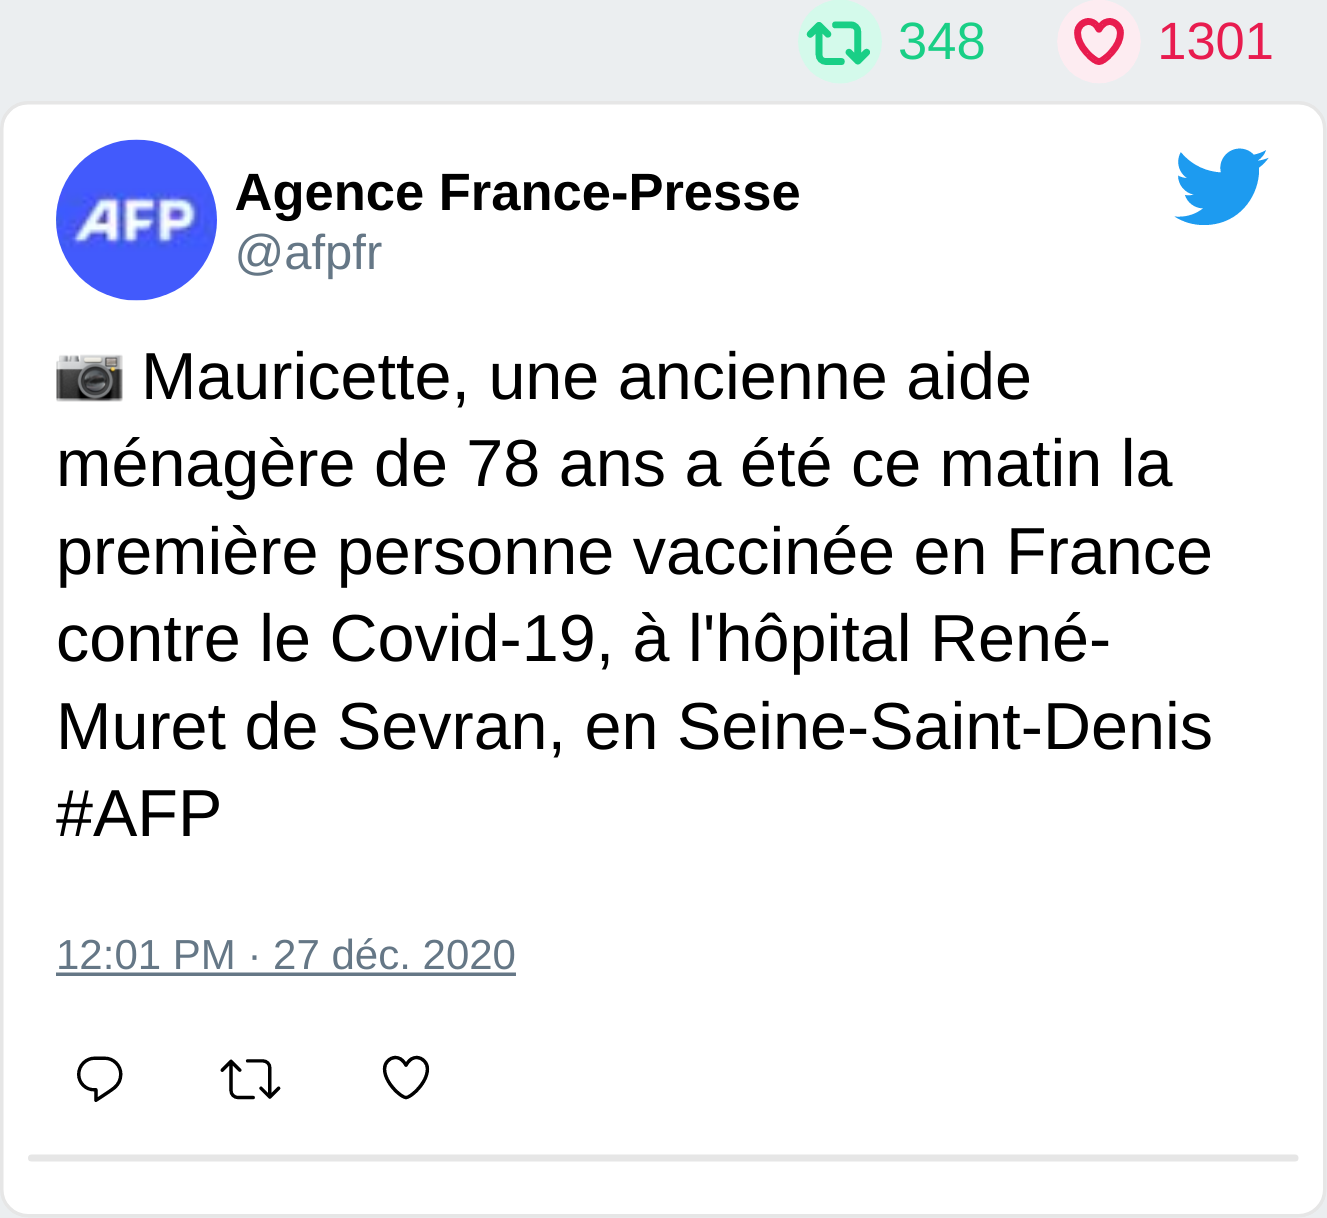 348 1301
AFP
Agence France-Presse
@afpfr
📷 Mauricette, une ancienne aide
ménagère de 78 ans a été ce matin la
première personne vaccinée en France
contre le Covid-19, à l'hôpital René-
Muret de Sevran, en Seine-Saint-Denis
#AFP
12:01 PM · 27 déc. 2020